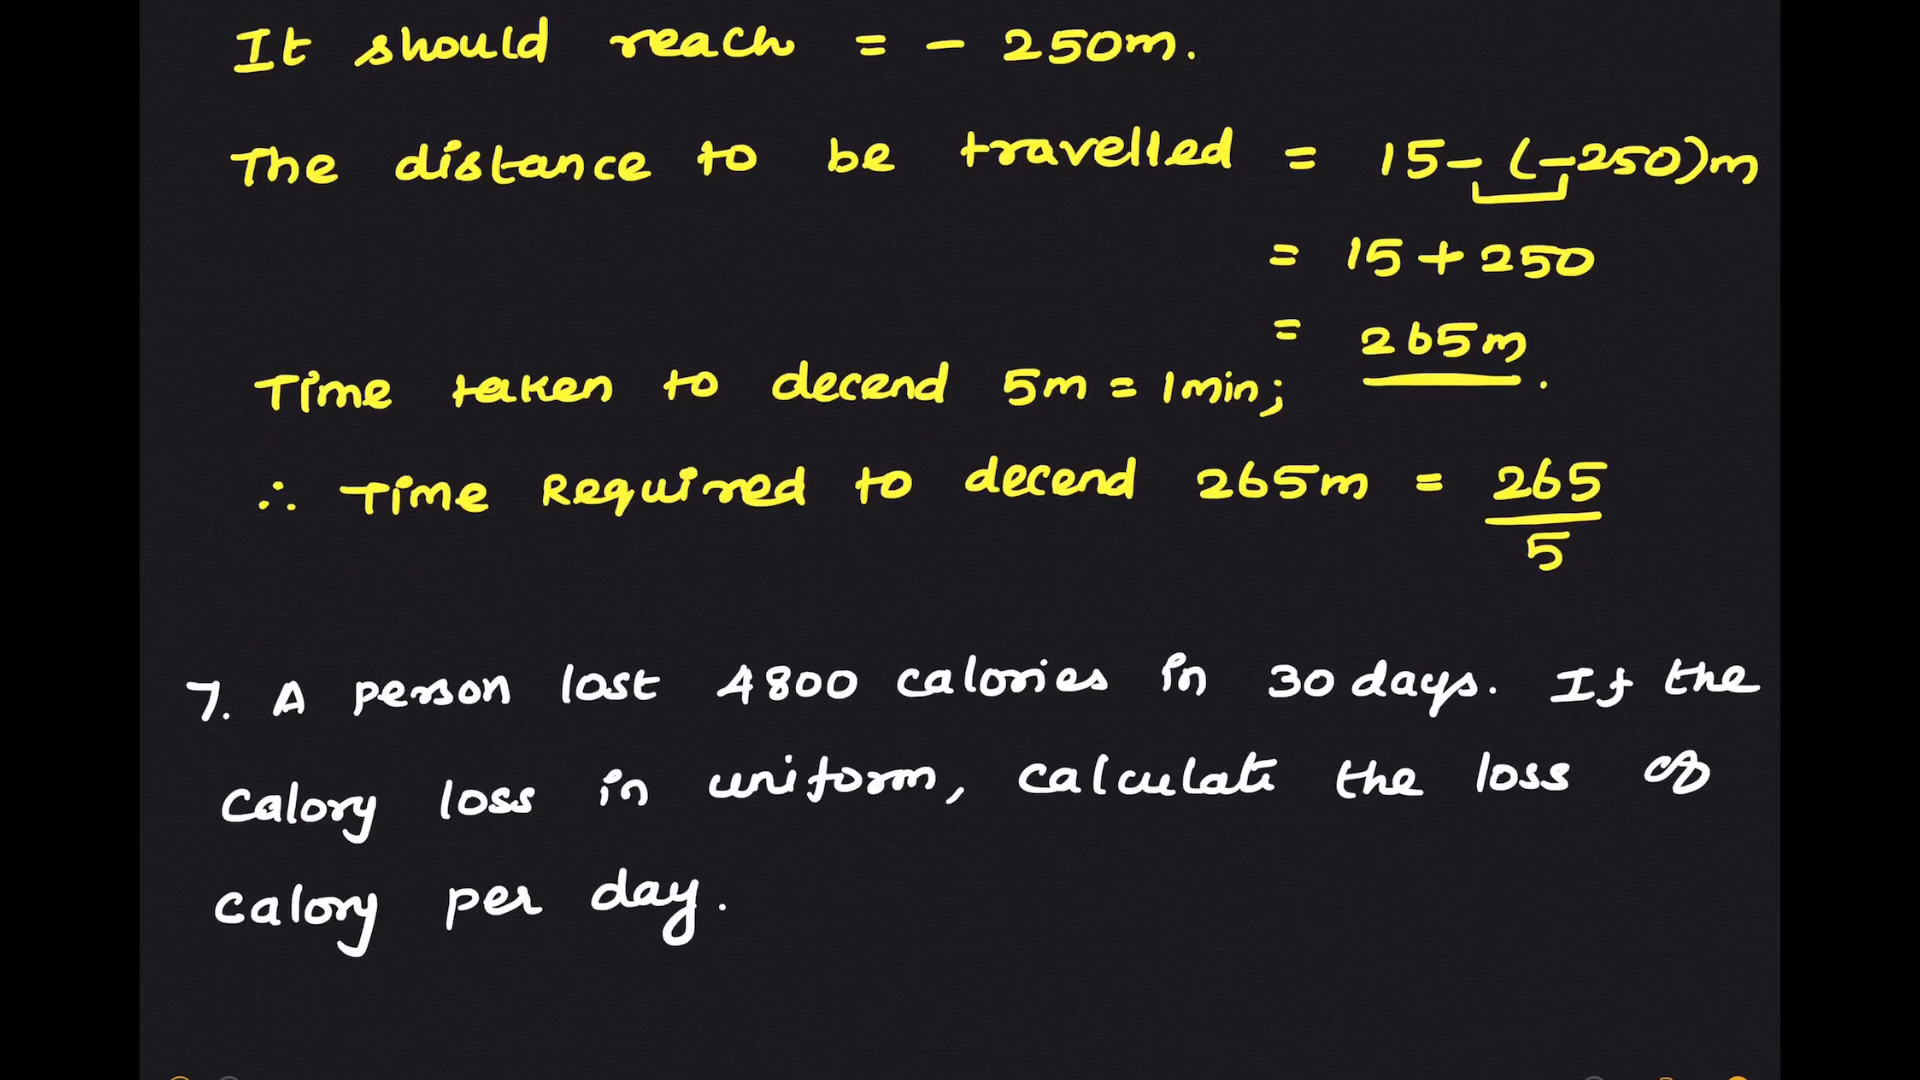 It should reach = - 250m.
The distance to be travelled = 15-(-250)m
= 15+250
= 265m.
Time taken to decend 5m = 1min;
∴ Time Required to decend 265m = 265/5
7. A person lost 4800 calories in 30 days. If the
calory loss in uniform, calculate the loss of
calory per day.